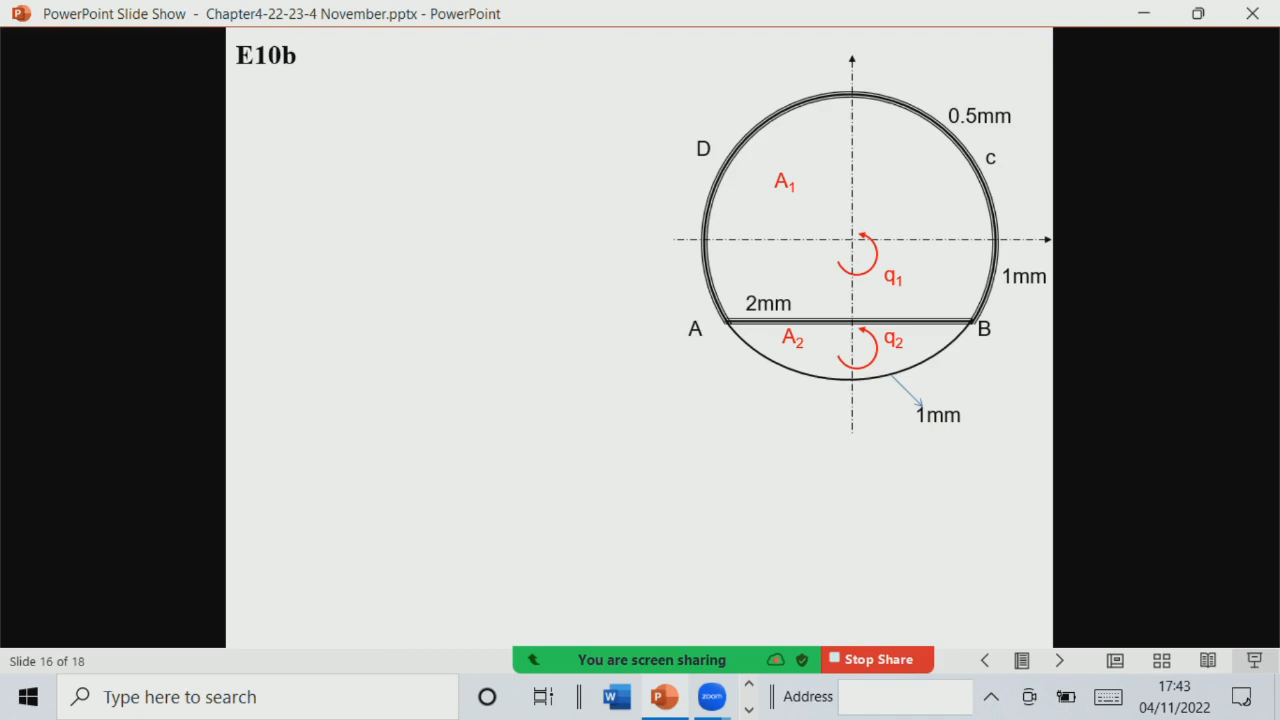 PowerPoint Slide Show - Chapter4-22-23-4 November.pptx - PowerPoint
E10b
0.5mm
D
c
A1
q1
1mm
2mm
A
B
A2
q2
1mm
Slide 16 of 18
You are screen sharing
Stop Share
Type here to search
W
P
zoom
Address
17:43
04/11/2022